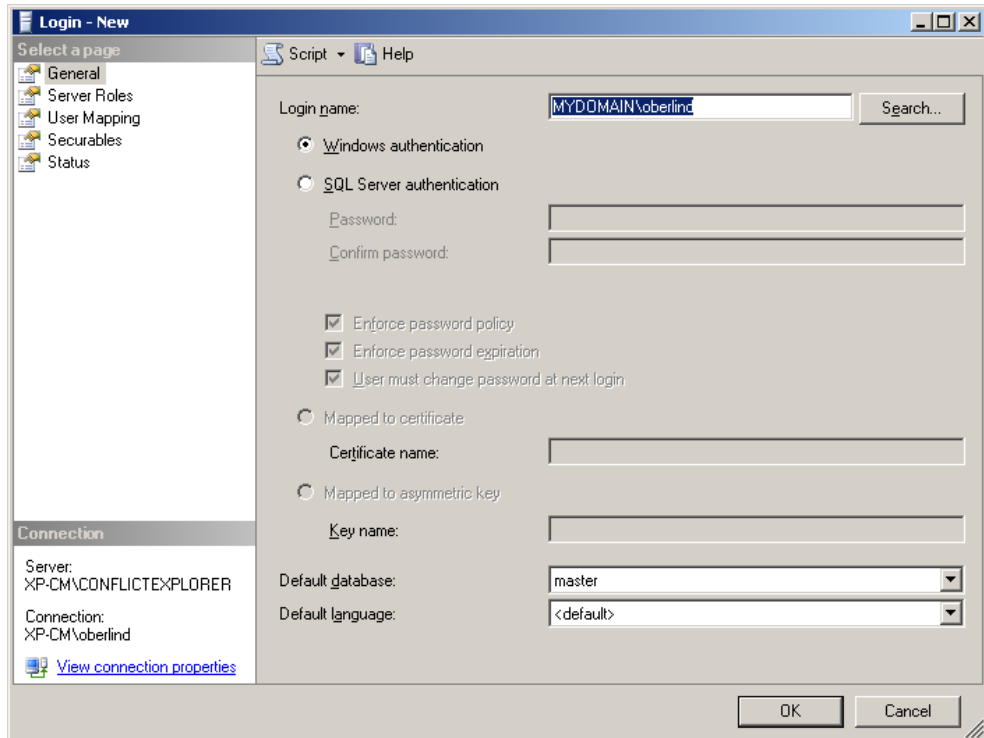 Login - New
Select a page
General
Server Roles
User Mapping
Securables
Status
Script Help
Login name: MYDOMAIN\oberlind Search...
Windows authentication
SQL Server authentication
Password:
Confirm password:
Enforce password policy
Enforce password expiration
User must change password at next login
Mapped to certificate
Certificate name:
Mapped to asymmetric key
Key name:
Default database: master
Default language: <default>
Connection
Server:
XP-CM\CONFLICTEXPLORER
Connection:
XP-CM\oberlind
View connection properties
OK Cancel